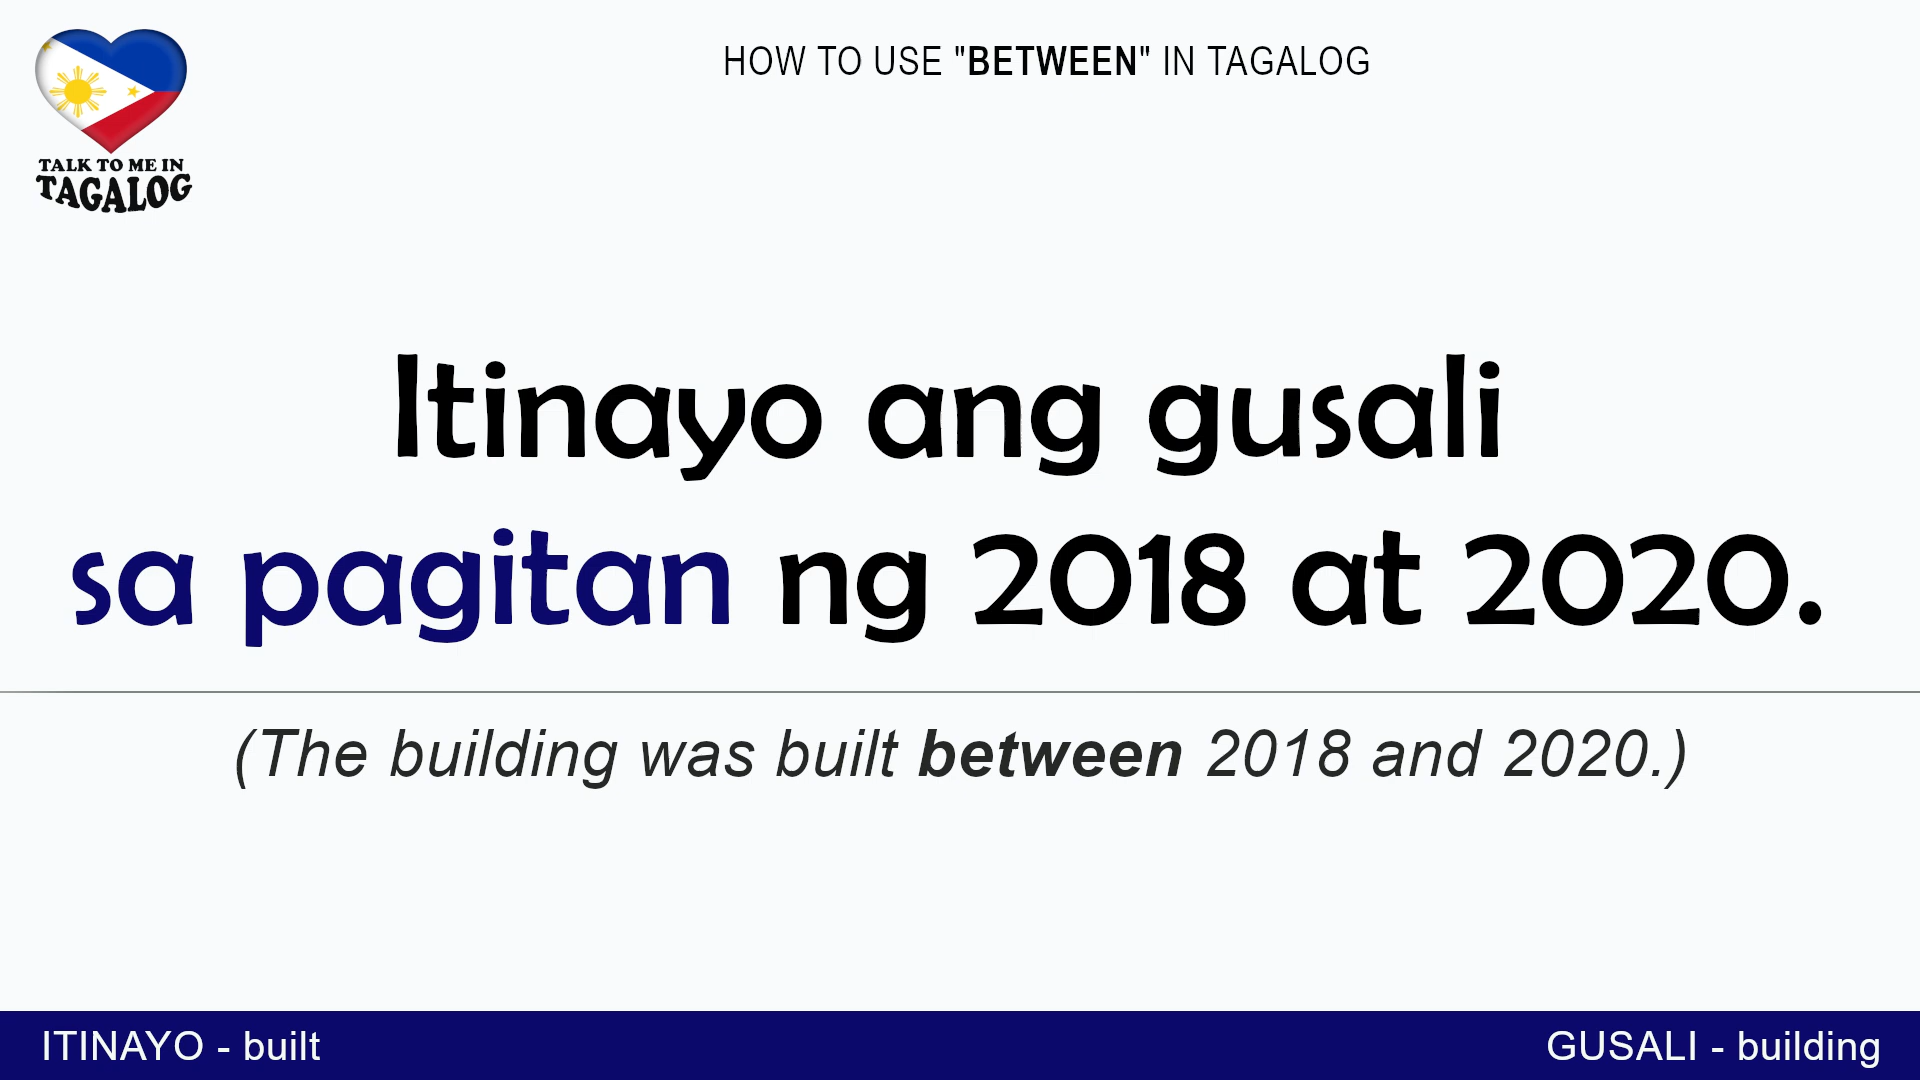 TALK TO ME IN
TAGALOG
HOW TO USE "BETWEEN" IN TAGALOG
Itinayo ang gusali
sa pagitan ng 2018 at 2020.
(The building was built between 2018 and 2020.)
ITINAYO - built
GUSALI - building